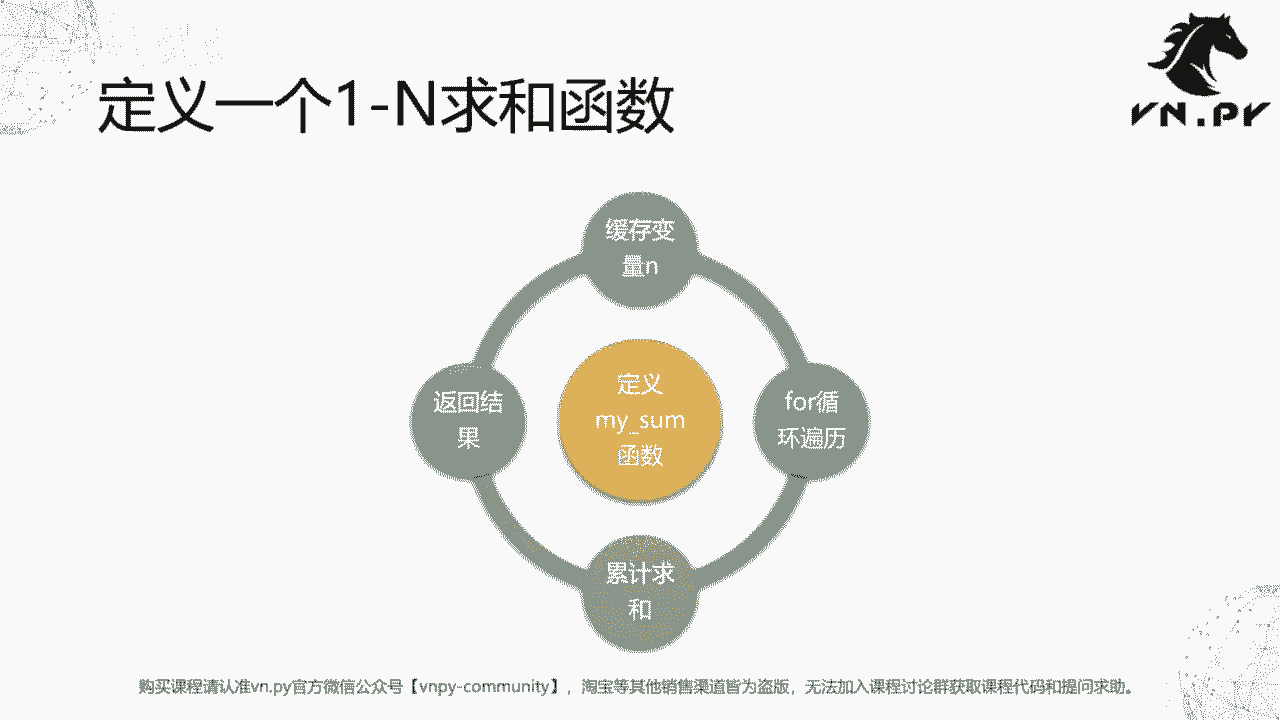 定义一个1-N求和函数
VN.PY
缓存变
量n
返回结
果
定义
my_sum
函数
for循
环遍历
累计求
和
购买课程请认准vn.py官方微信公众号【vnpy-community】，淘宝等其他销售渠道皆为盗版，无法加入课程讨论群获取课程代码和提问求助。